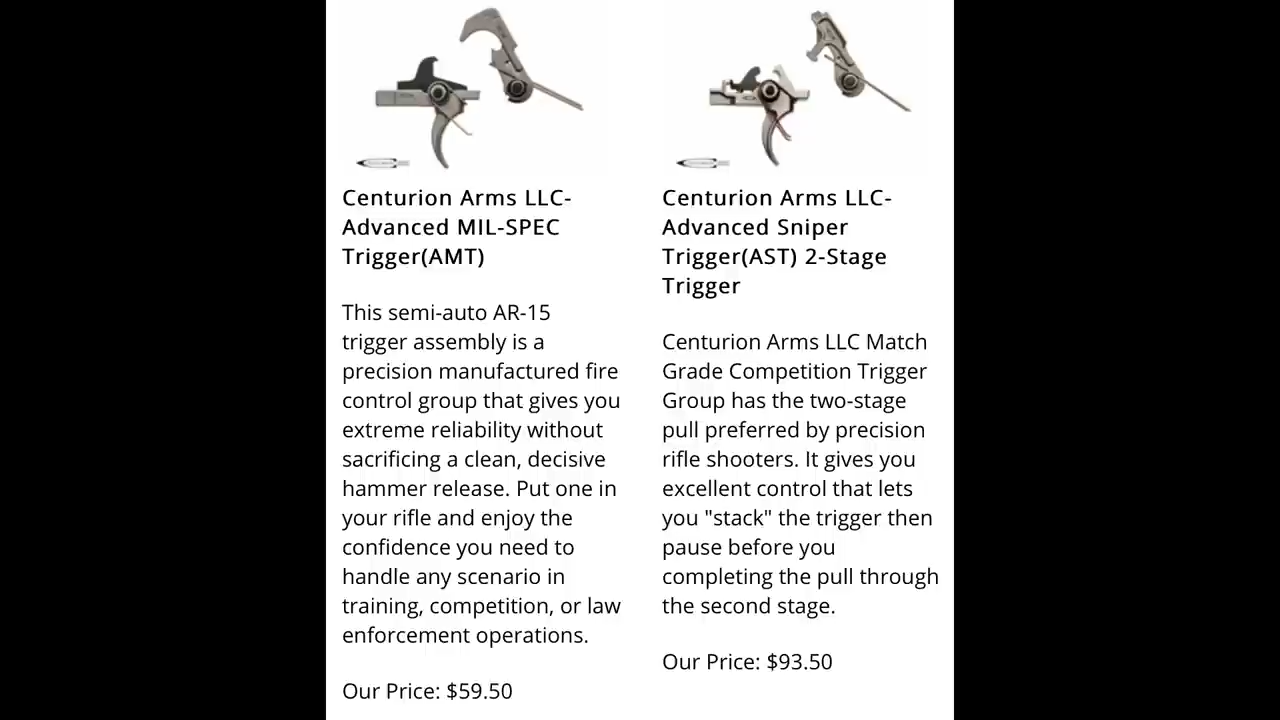 Centurion Arms LLC-
Advanced MIL-SPEC
Trigger(AMT)
This semi-auto AR-15
trigger assembly is a
precision manufactured fire
control group that gives you
extreme reliability without
sacrificing a clean, decisive
hammer release. Put one in
your rifle and enjoy the
confidence you need to
handle any scenario in
training, competition, or law
enforcement operations.
Our Price: $59.50
Centurion Arms LLC-
Advanced Sniper
Trigger(AST) 2-Stage
Trigger
Centurion Arms LLC Match
Grade Competition Trigger
Group has the two-stage
pull preferred by precision
rifle shooters. It gives you
excellent control that lets
you "stack" the trigger then
pause before you
completing the pull through
the second stage.
Our Price: $93.50